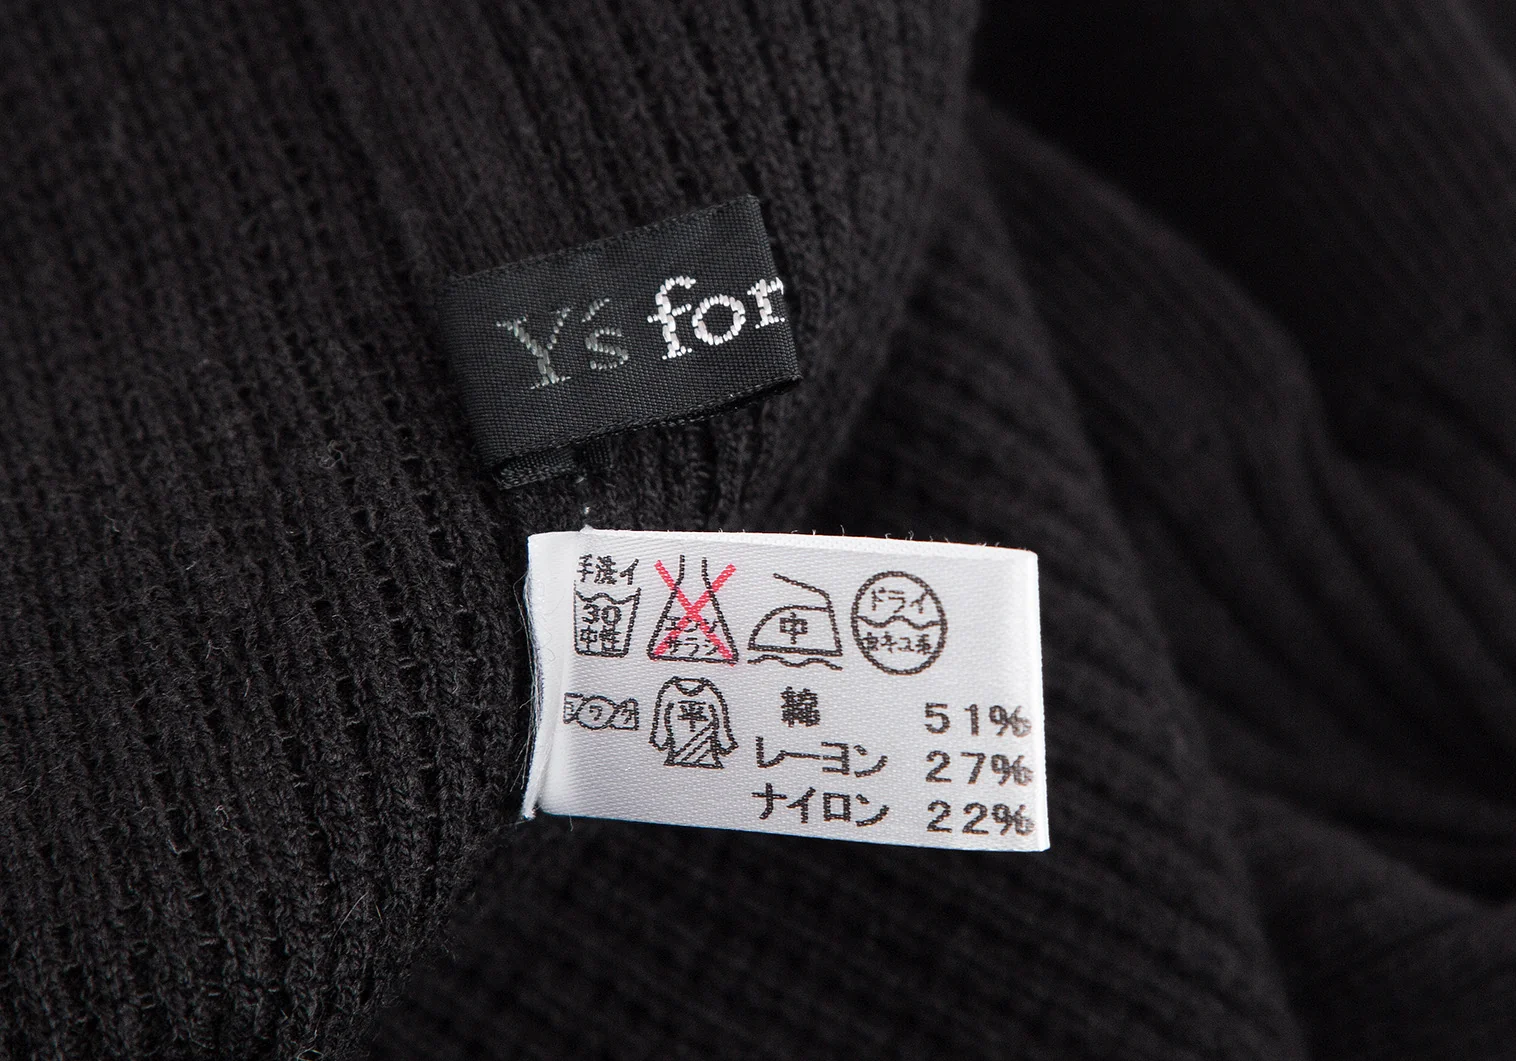 Y's for
手洗イ
30
中性
エンソ
サラシ
中
ドライ
セキユ系
ヨワク
平
綿 51%
レーヨン 27%
ナイロン 22%